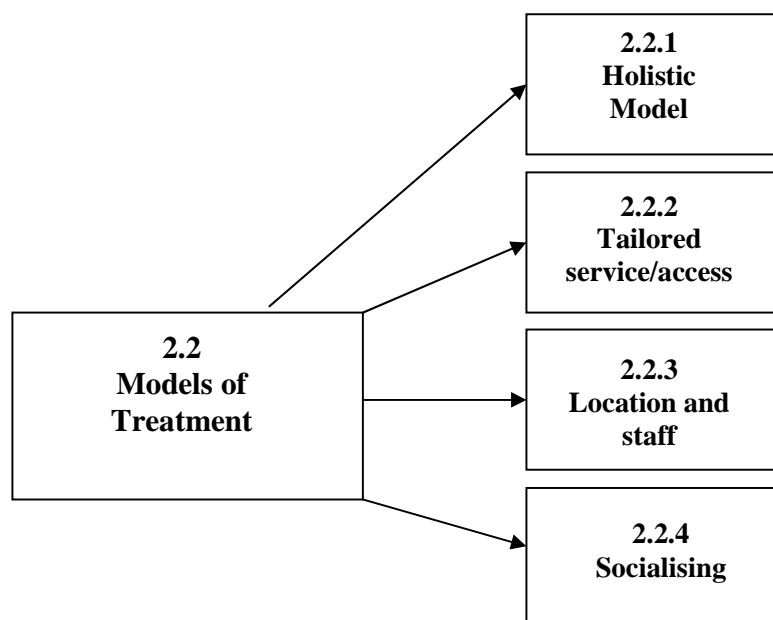 2.2.1
Holistic
Model
2.2.2
Tailored
service/access
2.2
Models of
Treatment
2.2.3
Location and
staff
2.2.4
Socialising